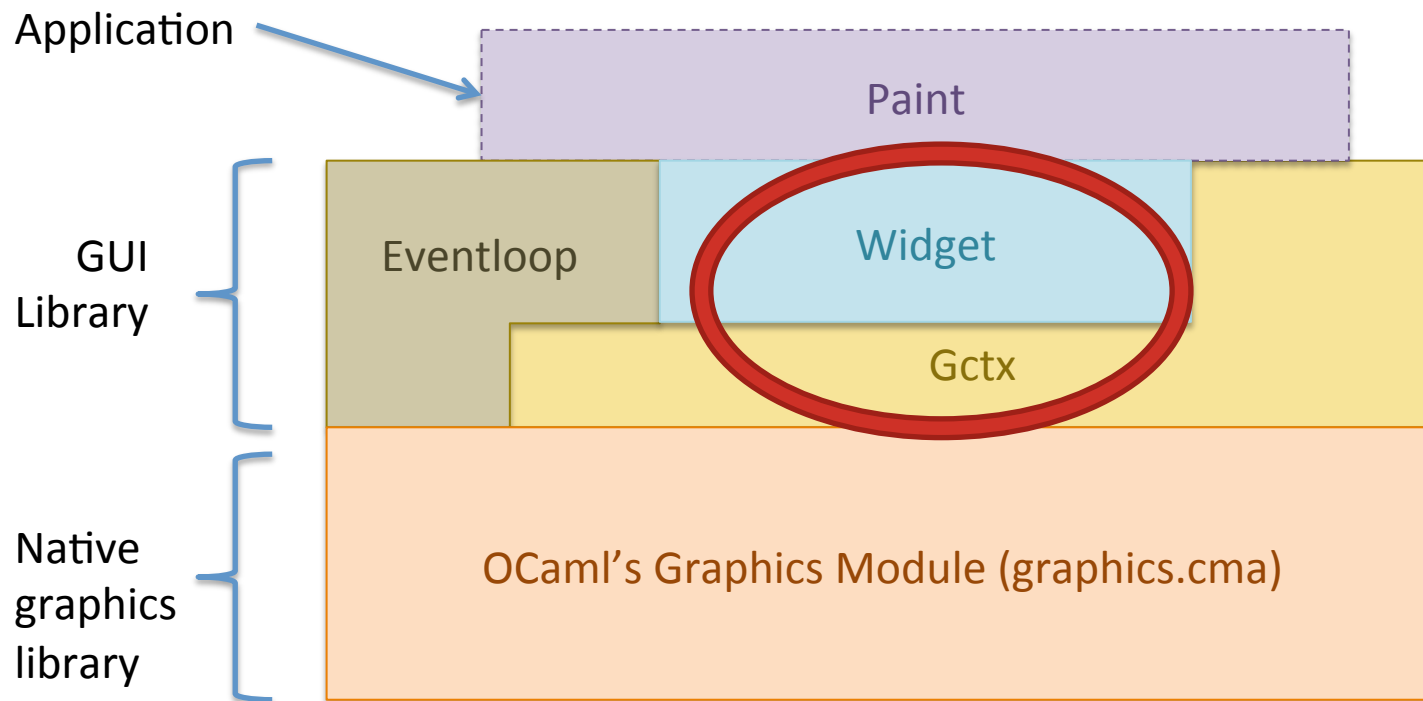 Application
Paint
GUI
Library
Eventloop
Widget
Gctx
Native
graphics
library
OCaml’s Graphics Module (graphics.cma)